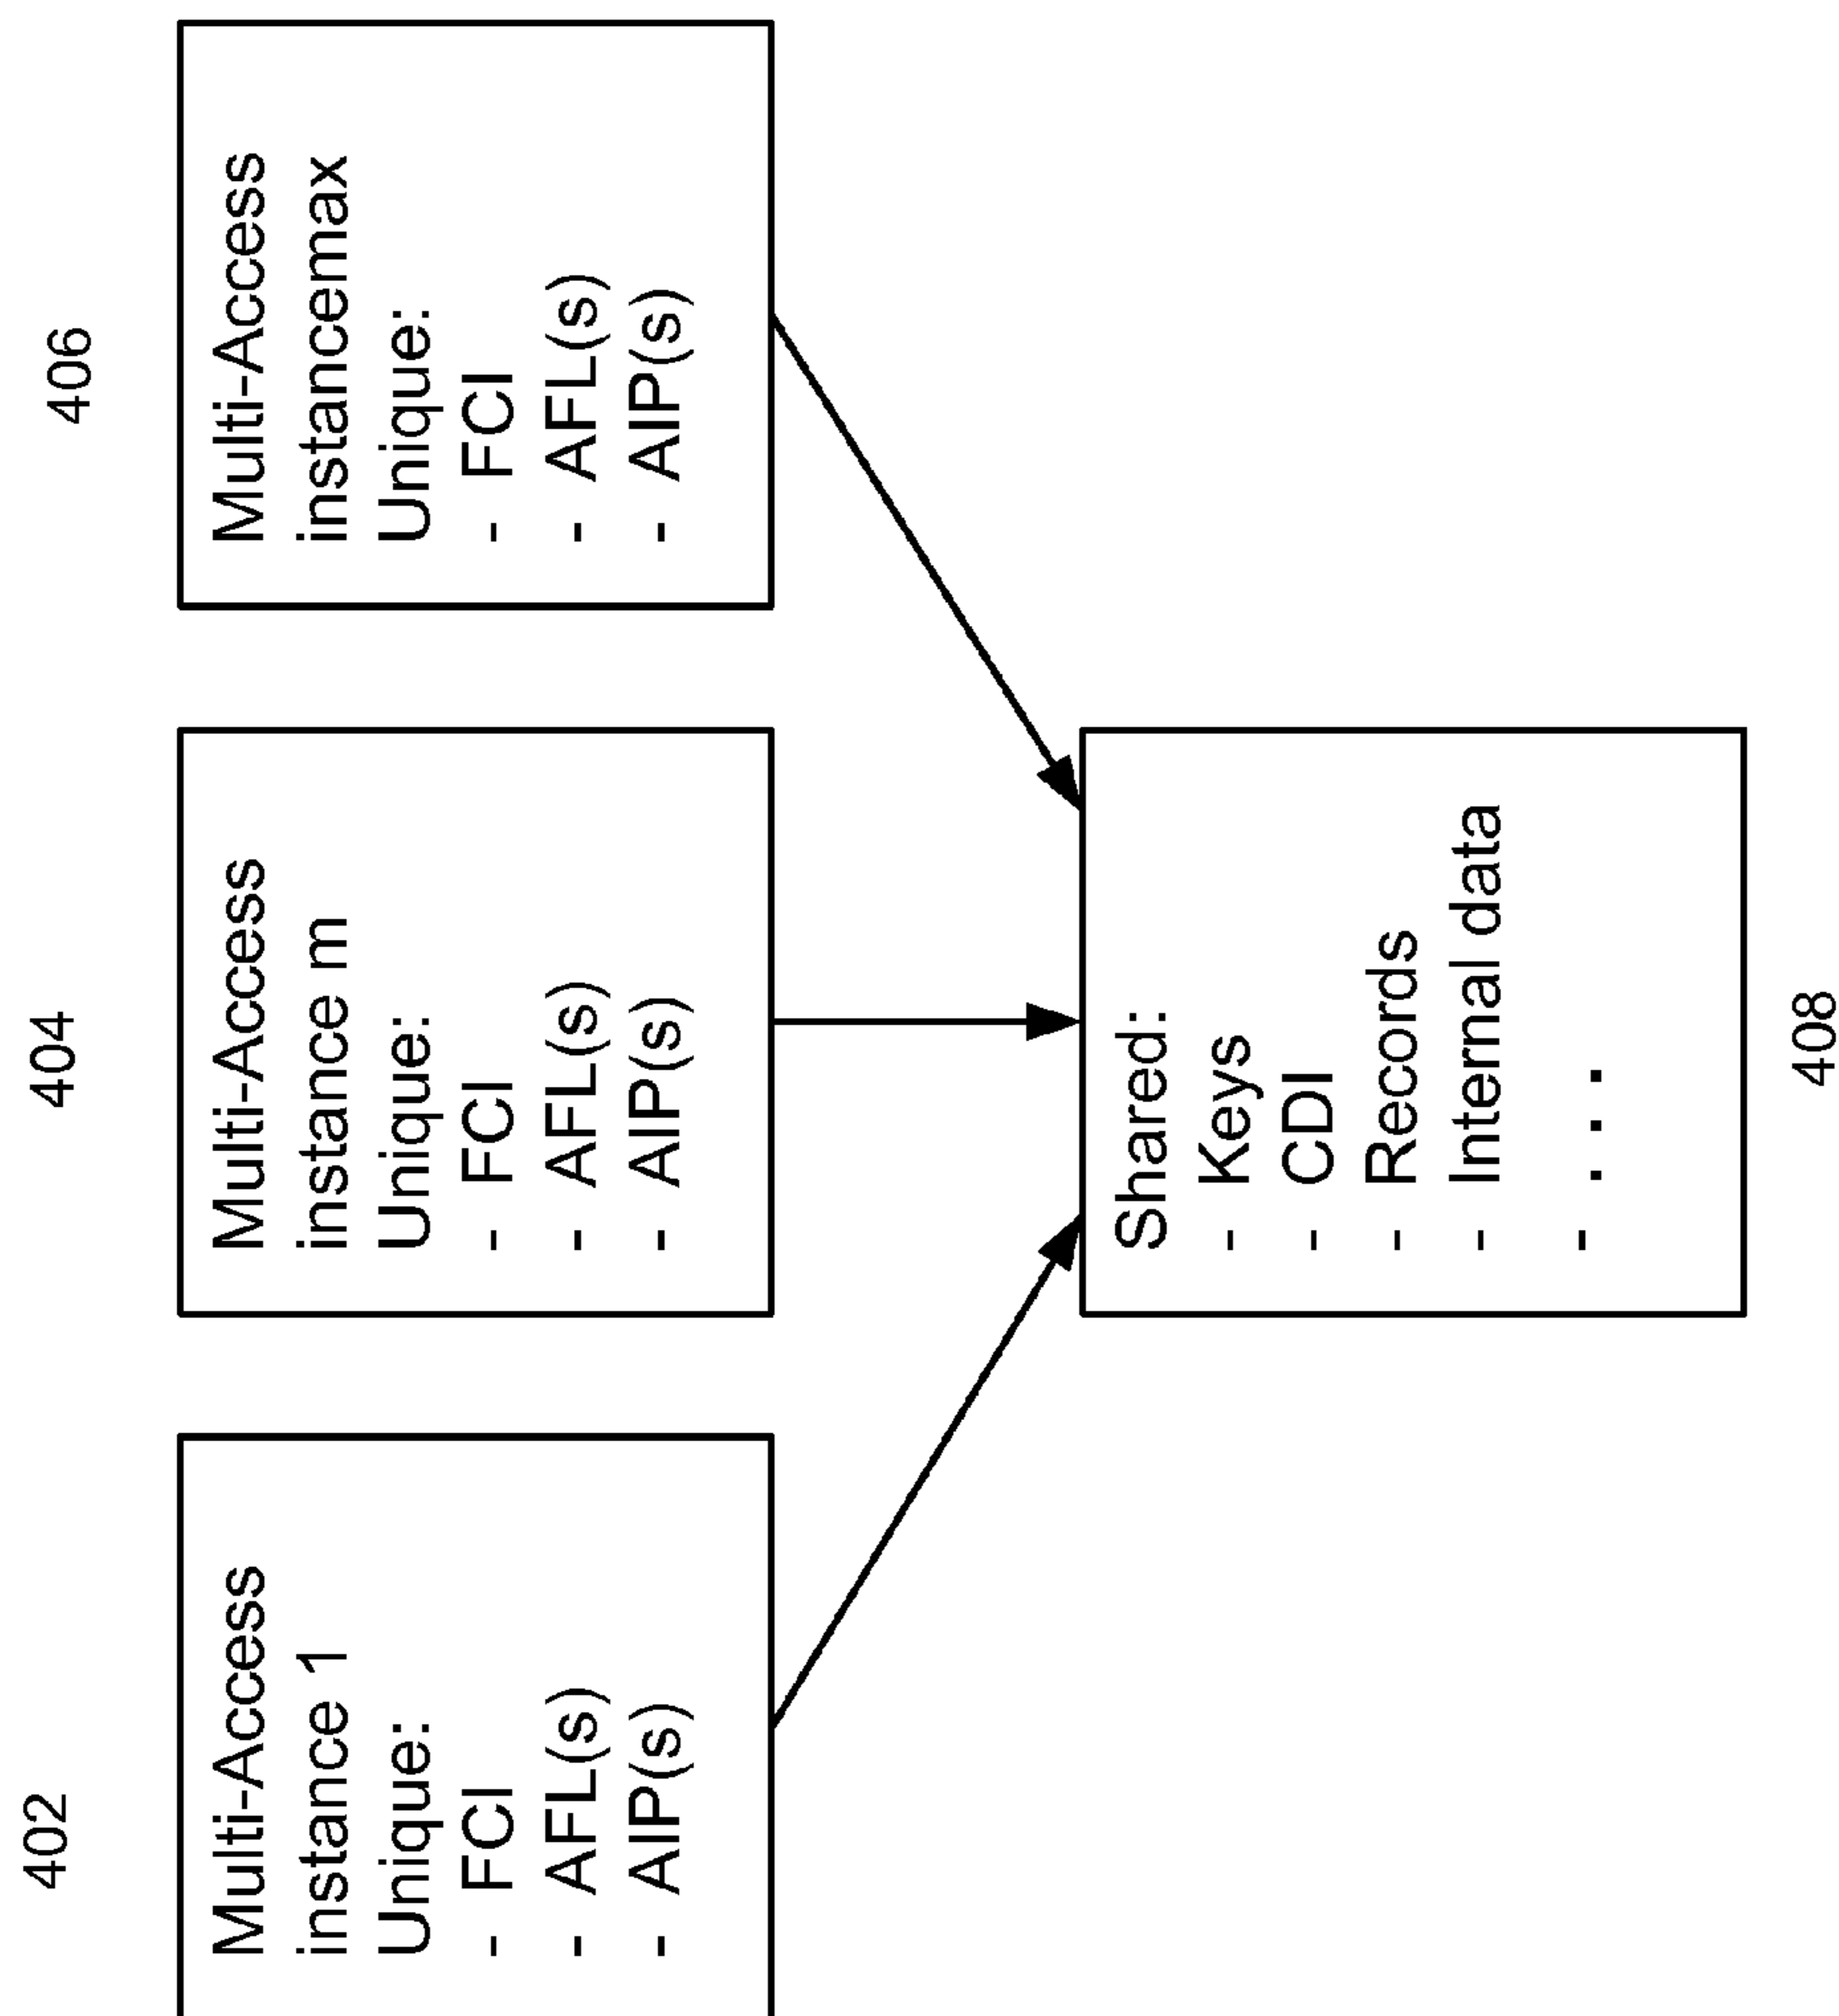 402
Multi-Access
instance 1
Unique:
- FCI
- AFL(s)
- AIP(s)
404
Multi-Access
instance m
Unique:
- FCI
- AFL(s)
- AIP(s)
406
Multi-Access
instancemax
Unique:
- FCI
- AFL(s)
- AIP(s)
Shared:
- Keys
- CDI
- Records
- Internal data
- . . .
408